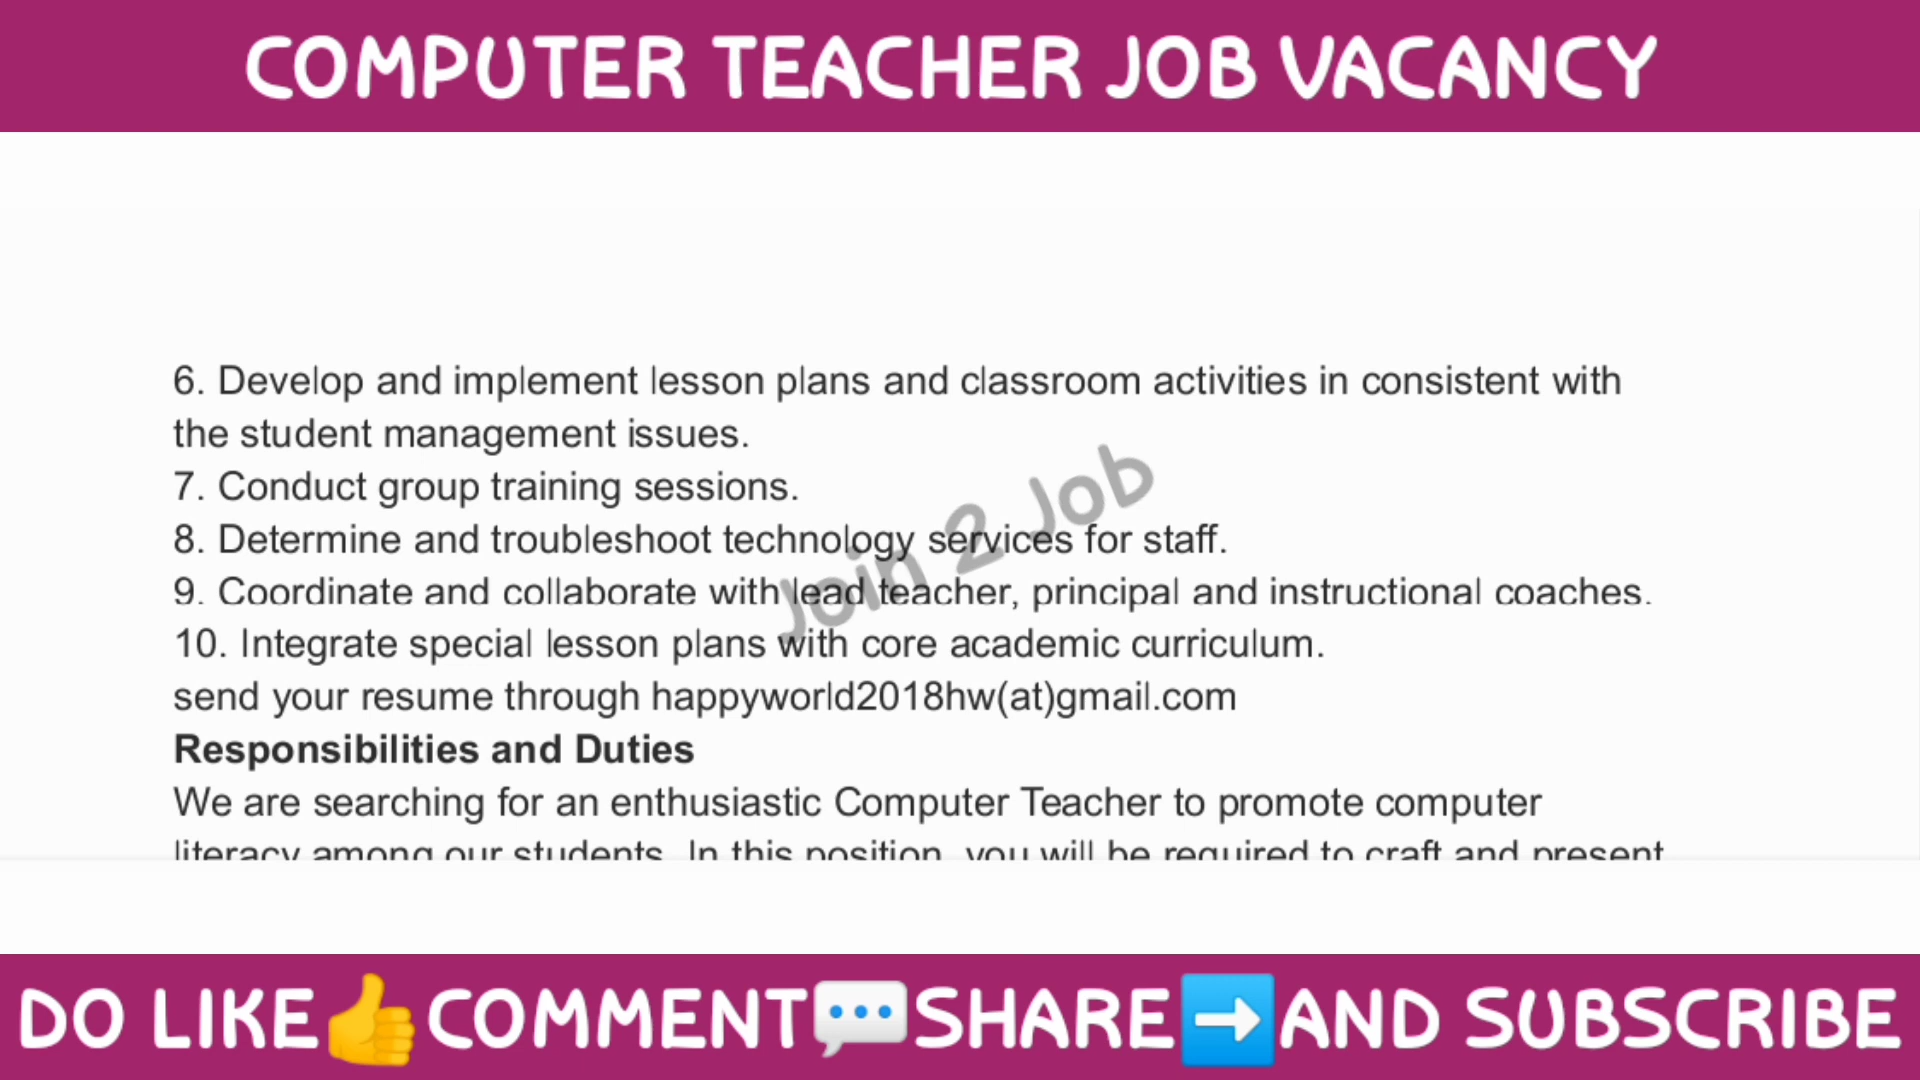 COMPUTER TEACHER JOB VACANCY
6. Develop and implement lesson plans and classroom activities in consistent with
the student management issues.
7. Conduct group training sessions.
8. Determine and troubleshoot technology services for staff.
9. Coordinate and collaborate with lead teacher, principal and instructional coaches.
10. Integrate special lesson plans with core academic curriculum.
send your resume through happyworld2018hw(at)gmail.com
Responsibilities and Duties
We are searching for an enthusiastic Computer Teacher to promote computer
literacy among our students. In this position, you will be required to craft and present
Join 2 Job
DO LIKE👍COMMENT💬SHARE➡️AND SUBSCRIBE